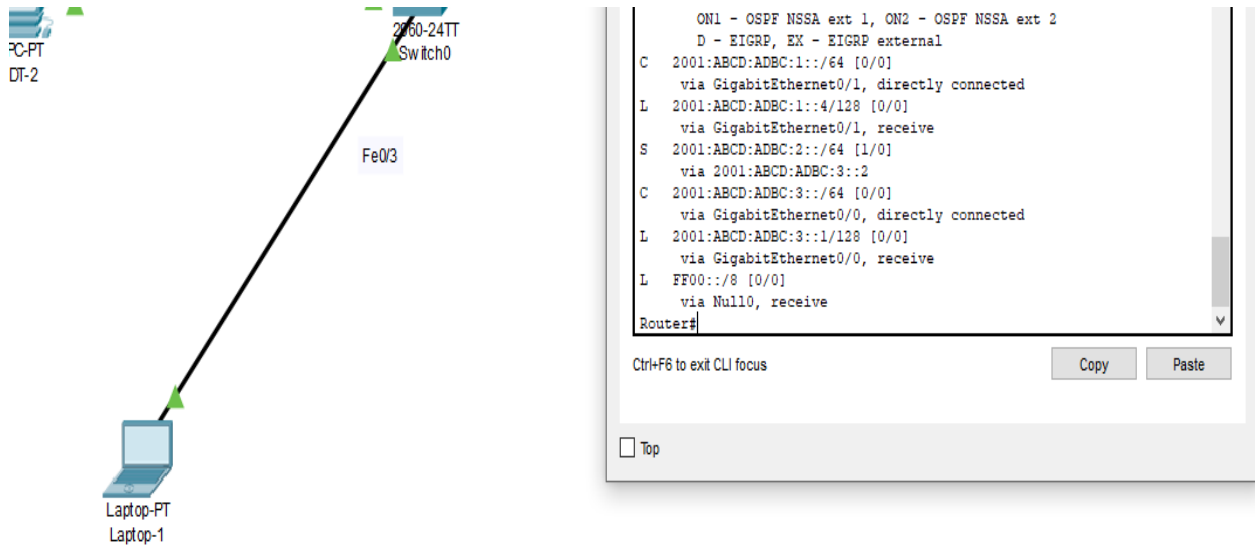 PC-PT
DT-2
2960-24TT
Switch0
Fe0/3
Laptop-PT
Laptop-1
ON1 - OSPF NSSA ext 1, ON2 - OSPF NSSA ext 2
D - EIGRP, EX - EIGRP external
C 2001:ABCD:ADBC:1::/64 [0/0]
via GigabitEthernet0/1, directly connected
L 2001:ABCD:ADBC:1::4/128 [0/0]
via GigabitEthernet0/1, receive
S 2001:ABCD:ADBC:2::/64 [1/0]
via 2001:ABCD:ADBC:3::2
C 2001:ABCD:ADBC:3::/64 [0/0]
via GigabitEthernet0/0, directly connected
L 2001:ABCD:ADBC:3::1/128 [0/0]
via GigabitEthernet0/0, receive
L FF00::/8 [0/0]
via Null0, receive
Router#
Ctrl+F6 to exit CLI focus
Copy
Paste
Top